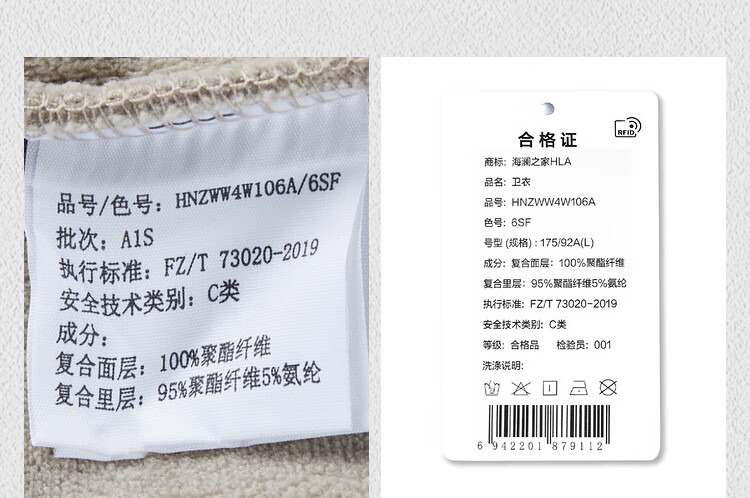 品号/色号：HNZWW4W106A/6SF
批次：A1S
执行标准：FZ/T 73020-2019
安全技术类别：C类
成分：
复合面层：100%聚酯纤维
复合里层：95%聚酯纤维5%氨纶
合格证
RFID
商标：海澜之家HLA
品名：卫衣
品号：HNZWW4W106A
色号：6SF
号型(规格)：175/92A(L)
成分：复合面层：100%聚酯纤维
复合里层：95%聚酯纤维5%氨纶
执行标准：FZ/T 73020-2019
安全技术类别：C类
等级：合格品 检验员：001
洗涤说明：
6 942201 879112